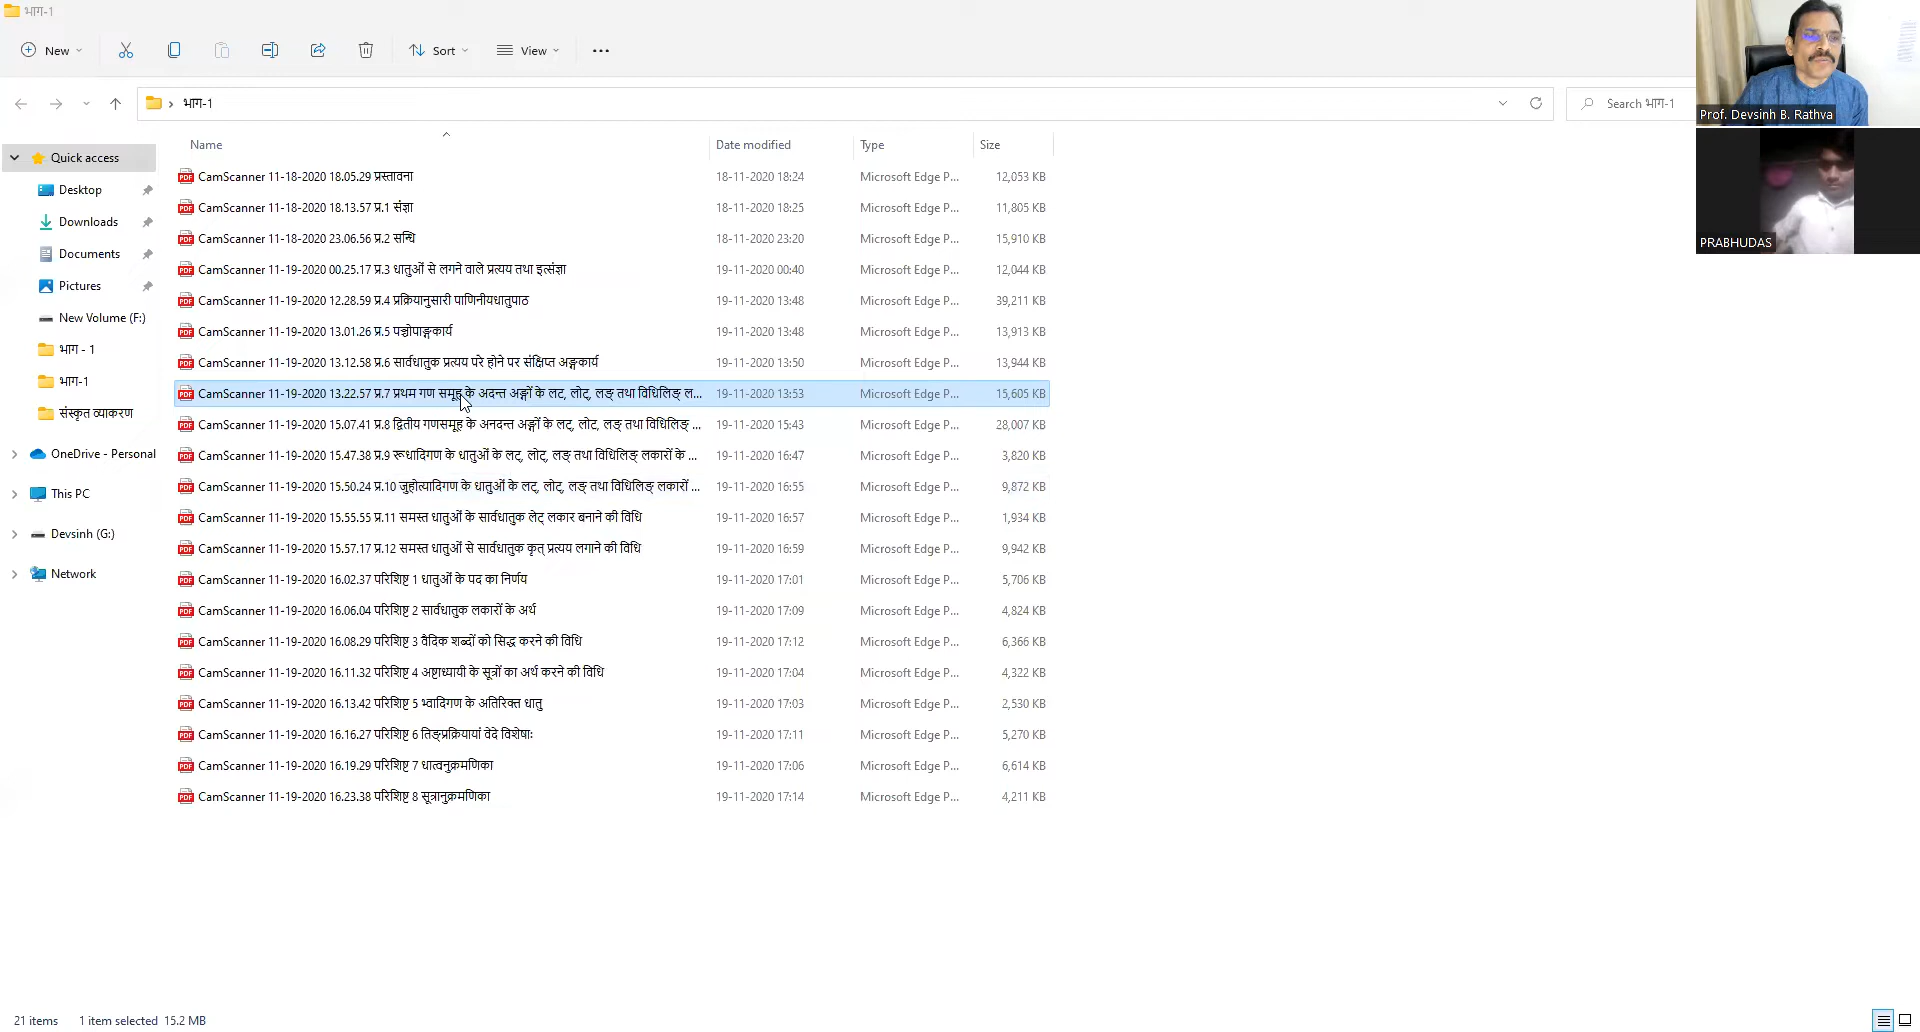 भाग-1
New
Sort
View
भाग-1
Search भाग-1
Prof. Devsinh B. Rathva
PRABHUDAS
Quick access
Desktop
Downloads
Documents
Pictures
New Volume (F:)
भाग - 1
भाग-1
संस्कृत व्याकरण
OneDrive - Personal
This PC
Devsinh (G:)
Network
Name Date modified Type Size
CamScanner 11-18-2020 18.05.29 प्रस्तावना 18-11-2020 18:24 Microsoft Edge P... 12,053 KB
CamScanner 11-18-2020 18.13.57 प्र.1 संज्ञा 18-11-2020 18:25 Microsoft Edge P... 11,805 KB
CamScanner 11-18-2020 23.06.56 प्र.2 सन्धि 18-11-2020 23:20 Microsoft Edge P... 15,910 KB
CamScanner 11-19-2020 00.25.17 प्र.3 धातुओं से लगने वाले प्रत्यय तथा इत्संज्ञा 19-11-2020 00:40 Microsoft Edge P... 12,044 KB
CamScanner 11-19-2020 12.28.59 प्र.4 प्रक्रियानुसारी पाणिनीयधातुपाठ 19-11-2020 13:48 Microsoft Edge P... 39,211 KB
CamScanner 11-19-2020 13.01.26 प्र.5 पञ्चोपाङ्गकार्य 19-11-2020 13:48 Microsoft Edge P... 13,913 KB
CamScanner 11-19-2020 13.12.58 प्र.6 सार्वधातुक प्रत्यय परे होने पर संक्षिप्त अङ्गकार्य 19-11-2020 13:50 Microsoft Edge P... 13,944 KB
CamScanner 11-19-2020 13.22.57 प्र.7 प्रथम गण समूह के अदन्त अङ्गों के लट, लोट्, लङ् तथा विधिलिङ् ल... 19-11-2020 13:53 Microsoft Edge P... 15,605 KB
CamScanner 11-19-2020 15.07.41 प्र.8 द्वितीय गणसमूह के अनदन्त अङ्गों के लट्, लोट, लङ् तथा विधिलिङ् ... 19-11-2020 15:43 Microsoft Edge P... 28,007 KB
CamScanner 11-19-2020 15.47.38 प्र.9 रूधादिगण के धातुओं के लट्, लोट्, लङ् तथा विधिलिङ् लकारों के ... 19-11-2020 16:47 Microsoft Edge P... 3,820 KB
CamScanner 11-19-2020 15.50.24 प्र.10 जुहोत्यादिगण के धातुओं के लट्, लोट्, लङ् तथा विधिलिङ् लकारों ... 19-11-2020 16:55 Microsoft Edge P... 9,872 KB
CamScanner 11-19-2020 15.55.55 प्र.11 समस्त धातुओं के सार्वधातुक लेट् लकार बनाने की विधि 19-11-2020 16:57 Microsoft Edge P... 1,934 KB
CamScanner 11-19-2020 15.57.17 प्र.12 समस्त धातुओं से सार्वधातुक कृत् प्रत्यय लगाने की विधि 19-11-2020 16:59 Microsoft Edge P... 9,942 KB
CamScanner 11-19-2020 16.02.37 परिशिष्ट 1 धातुओं के पद का निर्णय 19-11-2020 17:01 Microsoft Edge P... 5,706 KB
CamScanner 11-19-2020 16.06.04 परिशिष्ट 2 सार्वधातुक लकारों के अर्थ 19-11-2020 17:09 Microsoft Edge P... 4,824 KB
CamScanner 11-19-2020 16.08.29 परिशिष्ट 3 वैदिक शब्दों को सिद्ध करने की विधि 19-11-2020 17:12 Microsoft Edge P... 6,366 KB
CamScanner 11-19-2020 16.11.32 परिशिष्ट 4 अष्टाध्यायी के सूत्रों का अर्थ करने की विधि 19-11-2020 17:04 Microsoft Edge P... 4,322 KB
CamScanner 11-19-2020 16.13.42 परिशिष्ट 5 भ्वादिगण के अतिरिक्त धातु 19-11-2020 17:03 Microsoft Edge P... 2,530 KB
CamScanner 11-19-2020 16.16.27 परिशिष्ट 6 तिङ्प्रक्रियायां वेदे विशेषाः 19-11-2020 17:11 Microsoft Edge P... 5,270 KB
CamScanner 11-19-2020 16.19.29 परिशिष्ट 7 धात्वनुक्रमणिका 19-11-2020 17:06 Microsoft Edge P... 6,614 KB
CamScanner 11-19-2020 16.23.38 परिशिष्ट 8 सूत्रानुक्रमणिका 19-11-2020 17:14 Microsoft Edge P... 4,211 KB
21 items 1 item selected 15.2 MB